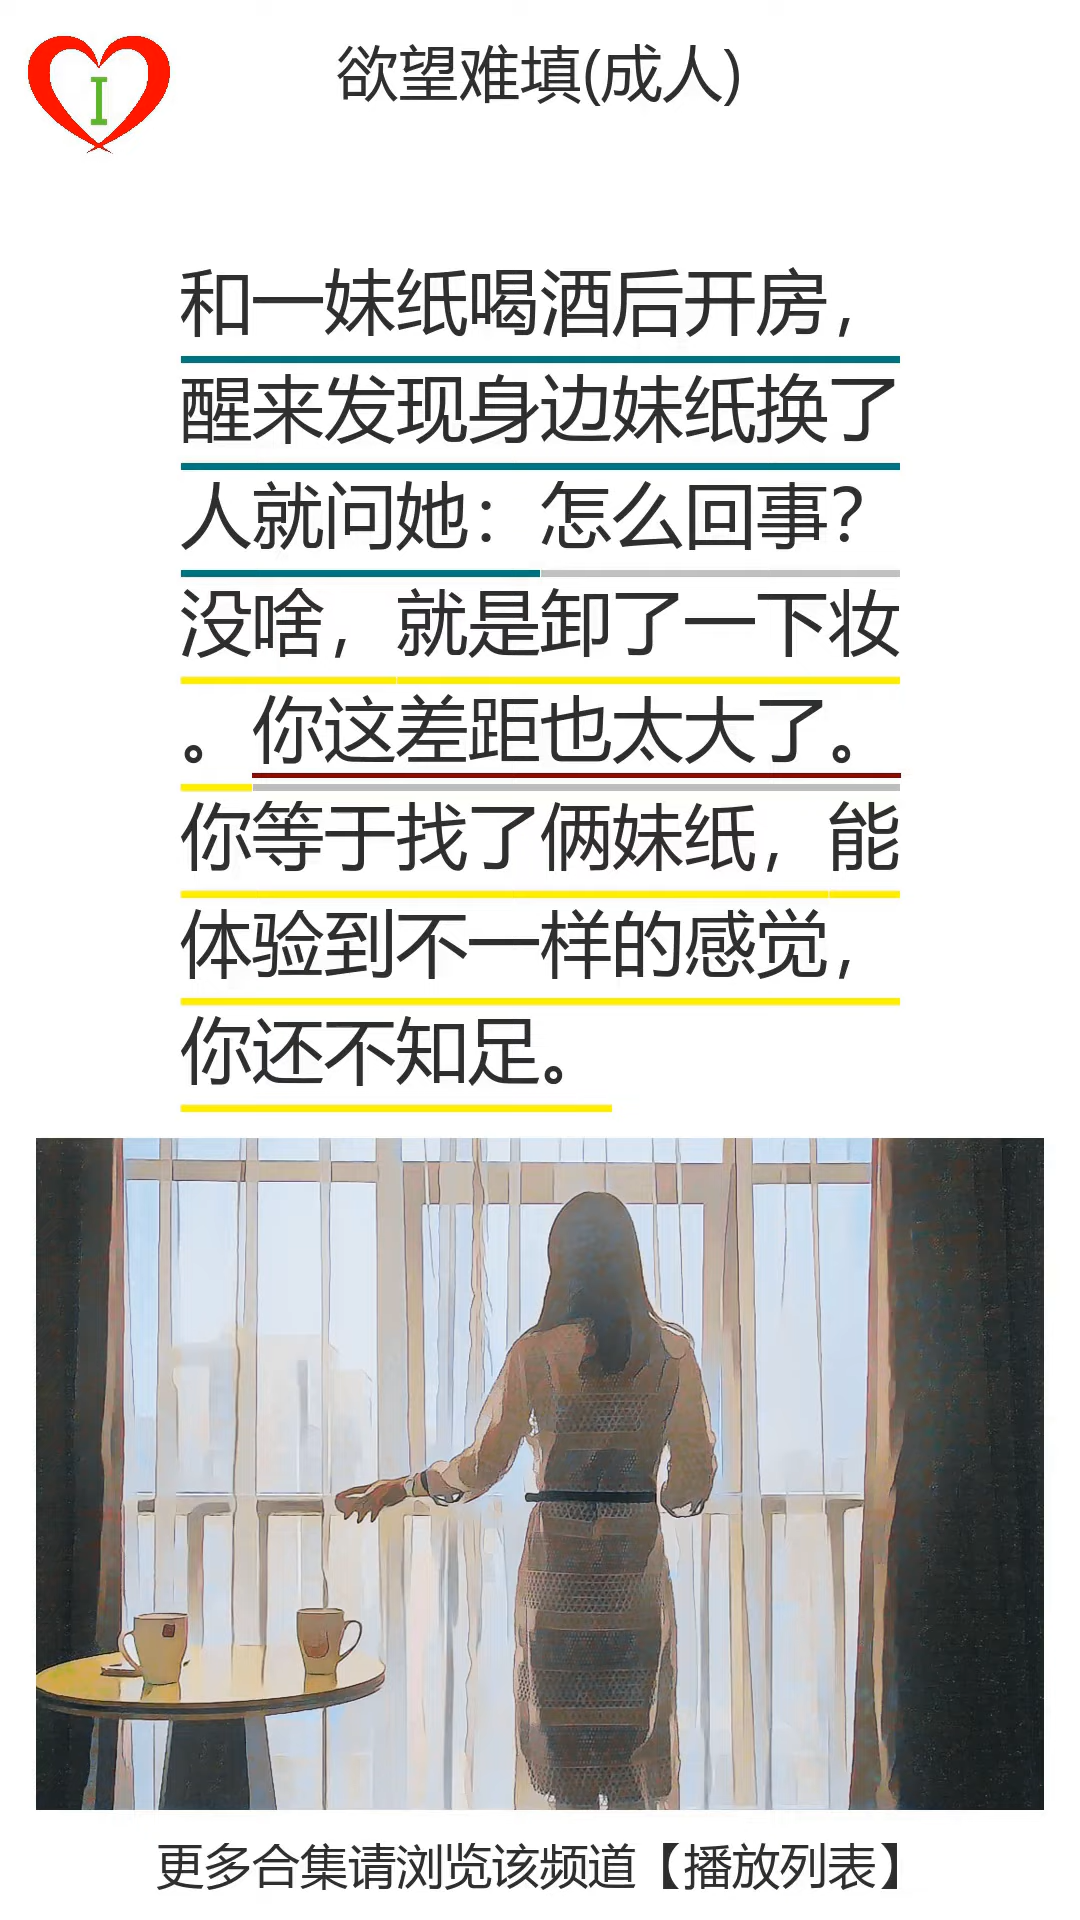 I
欲望难填(成人)
和一妹纸喝酒后开房，
醒来发现身边妹纸换了
人就问她：怎么回事？
没啥，就是卸了一下妆
。你这差距也太大了。
你等于找了俩妹纸，能
体验到不一样的感觉，
你还不知足。
更多合集请浏览该频道【播放列表】